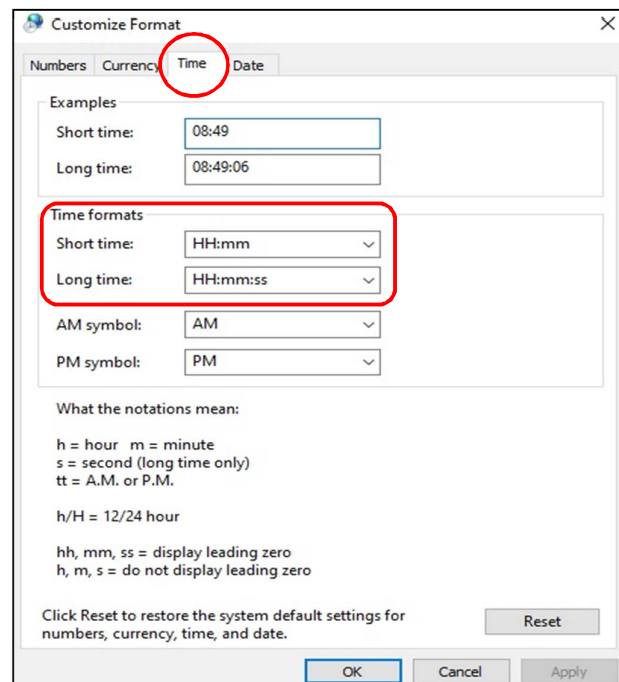 Customize Format
Numbers Currency Time Date
Examples
Short time: 08:49
Long time: 08:49:06
Time formats
Short time: HH:mm
Long time: HH:mm:ss
AM symbol: AM
PM symbol: PM
What the notations mean:
h = hour m = minute
s = second (long time only)
tt = A.M. or P.M.
h/H = 12/24 hour
hh, mm, ss = display leading zero
h, m, s = do not display leading zero
Click Reset to restore the system default settings for
numbers, currency, time, and date.
Reset
OK Cancel Apply